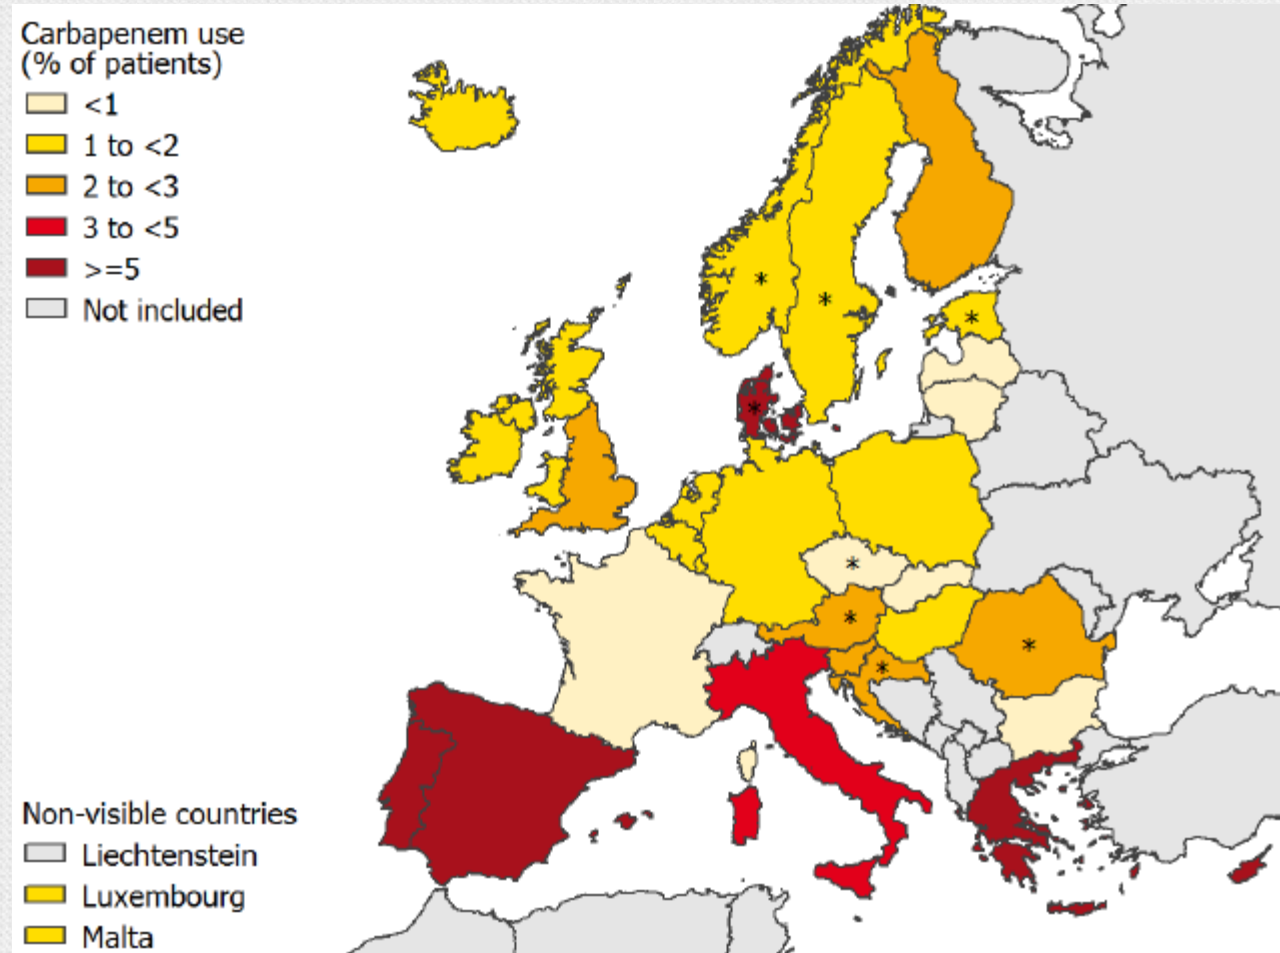 Carbapenem use
(% of patients)
<1
1 to <2
2 to <3
3 to <5
>=5
Not included
*
*
*
*
*
*
*
*
Non-visible countries
Liechtenstein
Luxembourg
Malta